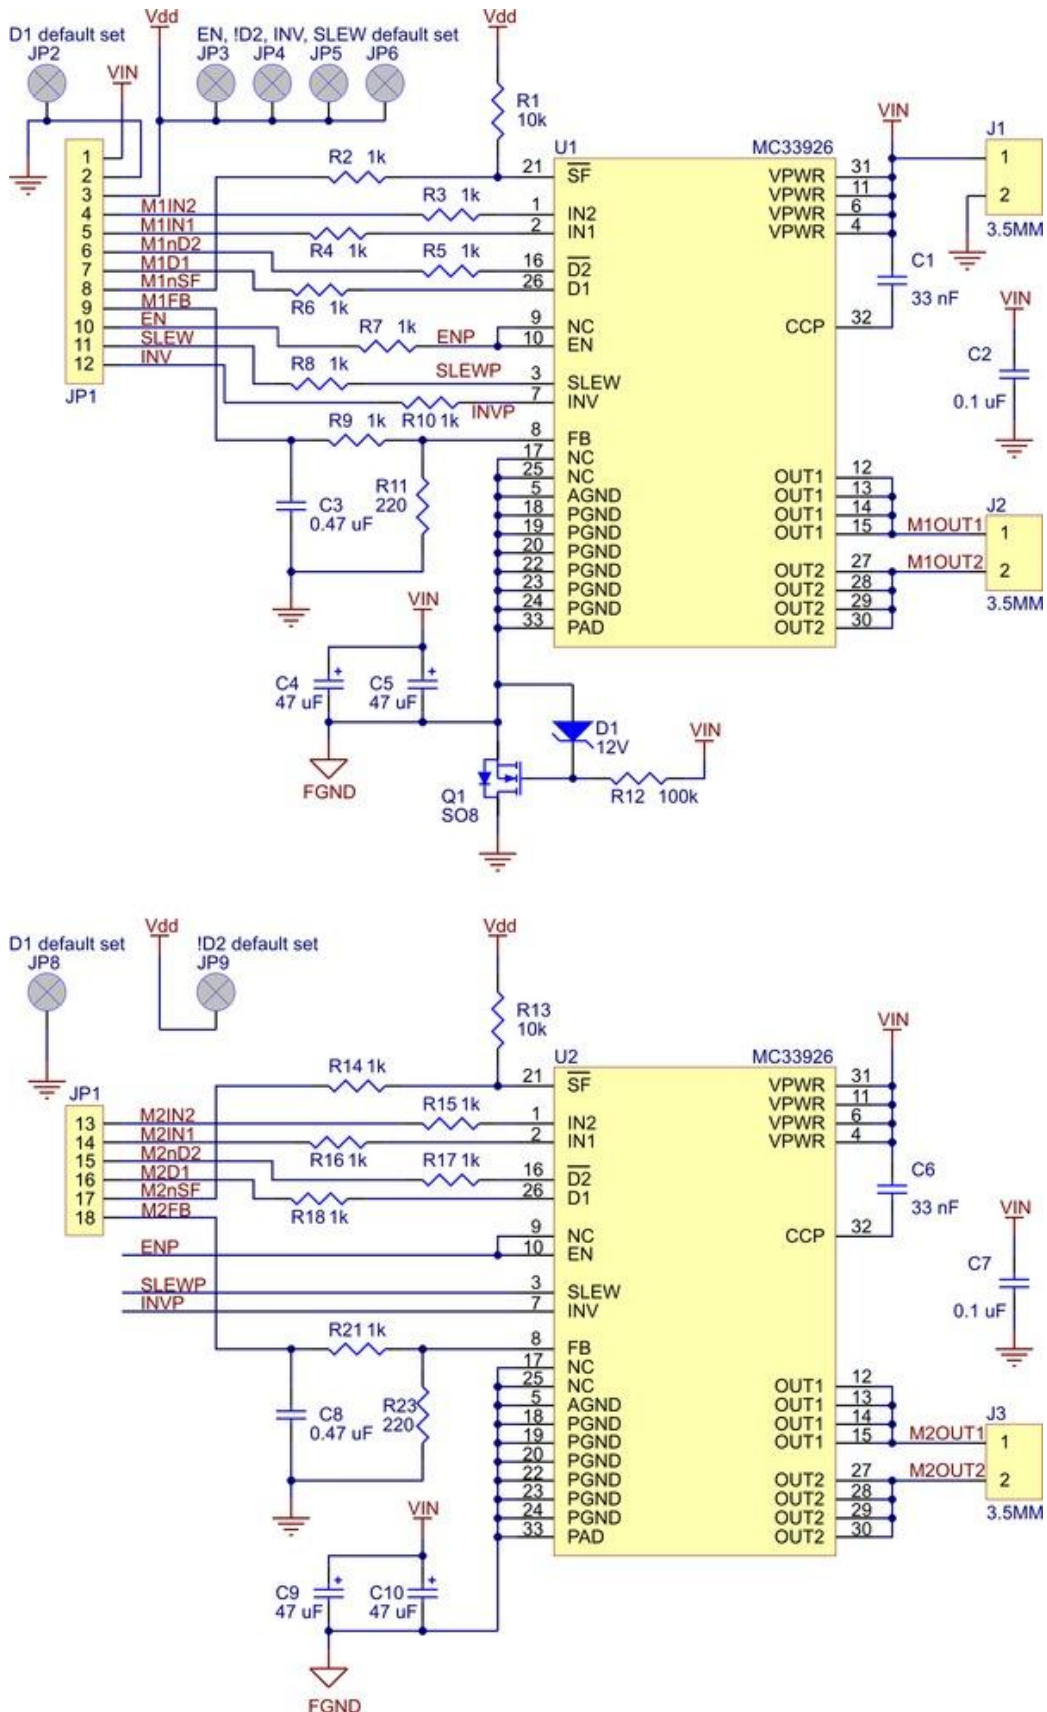 Vdd
Vdd
D1 default set
EN, !D2, INV, SLEW default set
JP2
JP3
JP4
JP5
JP6
VIN
R1
10k
VIN
J1
U1
MC33926
1
2
3
4
5
6
7
8
9
10
11
12
JP1
M1IN2
M1IN1
M1nD2
M1D1
M1nSF
M1FB
EN
SLEW
INV
R2 1k
R3 1k
R4 1k
R5 1k
R6 1k
R7 1k
ENP
R8 1k
SLEWP
R10 1k
INVP
R9 1k
R11
220
C3
0.47 uF
21 SF
1 IN2
2 IN1
16 D2
26 D1
9 NC
10 EN
3 SLEW
7 INV
8 FB
17 NC
25 NC
5 AGND
18 PGND
19 PGND
20 PGND
22 PGND
23 PGND
24 PGND
33 PAD
VPWR 31
VPWR 11
VPWR 6
VPWR 4
CCP 32
OUT1 12
OUT1 13
OUT1 14
OUT1 15
OUT2 27
OUT2 28
OUT2 29
OUT2 30
1
2
3.5MM
C1
33 nF
VIN
C2
0.1 uF
J2
M1OUT1
M1OUT2
1
2
3.5MM
VIN
C4
47 uF
C5
47 uF
+
+
FGND
D1
12V
VIN
Q1
SO8
R12 100k
Vdd
Vdd
D1 default set
!D2 default set
JP8
JP9
R13
10k
VIN
U2
MC33926
JP1
13
14
15
16
17
18
M2IN2
M2IN1
M2nD2
M2D1
M2nSF
M2FB
ENP
SLEWP
INVP
R14 1k
R15 1k
R16 1k
R17 1k
R18 1k
R21 1k
R23
220
C8
0.47 uF
21 SF
1 IN2
2 IN1
16 D2
26 D1
9 NC
10 EN
3 SLEW
7 INV
8 FB
17 NC
25 NC
5 AGND
18 PGND
19 PGND
20 PGND
22 PGND
23 PGND
24 PGND
33 PAD
VPWR 31
VPWR 11
VPWR 6
VPWR 4
CCP 32
OUT1 12
OUT1 13
OUT1 14
OUT1 15
OUT2 27
OUT2 28
OUT2 29
OUT2 30
C6
33 nF
VIN
C7
0.1 uF
J3
M2OUT1
M2OUT2
1
2
3.5MM
VIN
C9
47 uF
C10
47 uF
+
+
FGND